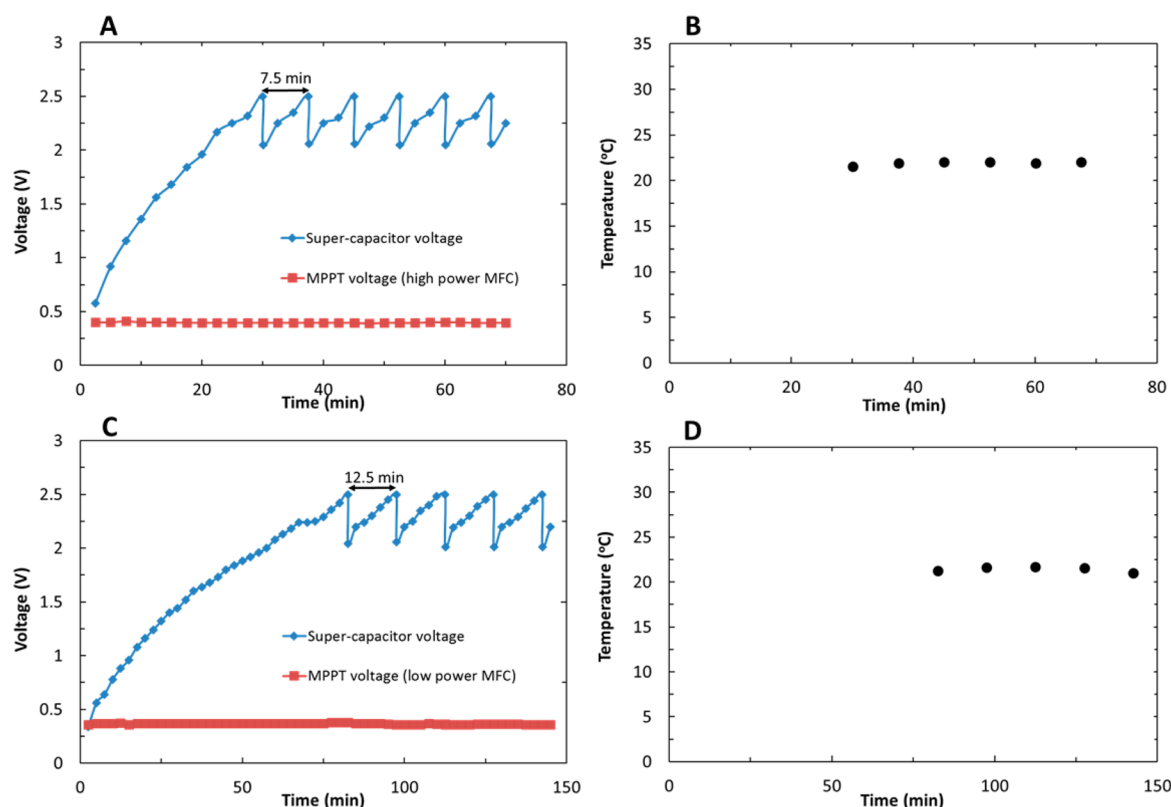 A
3
2.5
2
1.5
1
0.5
0
Voltage (V)
7.5 min
Super-capacitor voltage
MPPT voltage (high power MFC)
0 20 40 60 80
Time (min)
B
35
30
25
20
15
10
5
0
Temperature (°C)
0 20 40 60 80
Time (min)
C
3
2.5
2
1.5
1
0.5
0
Voltage (V)
12.5 min
Super-capacitor voltage
MPPT voltage (low power MFC)
0 50 100 150
Time (min)
D
35
30
25
20
15
10
5
0
Temperature (°C)
0 50 100 150
Time (min)